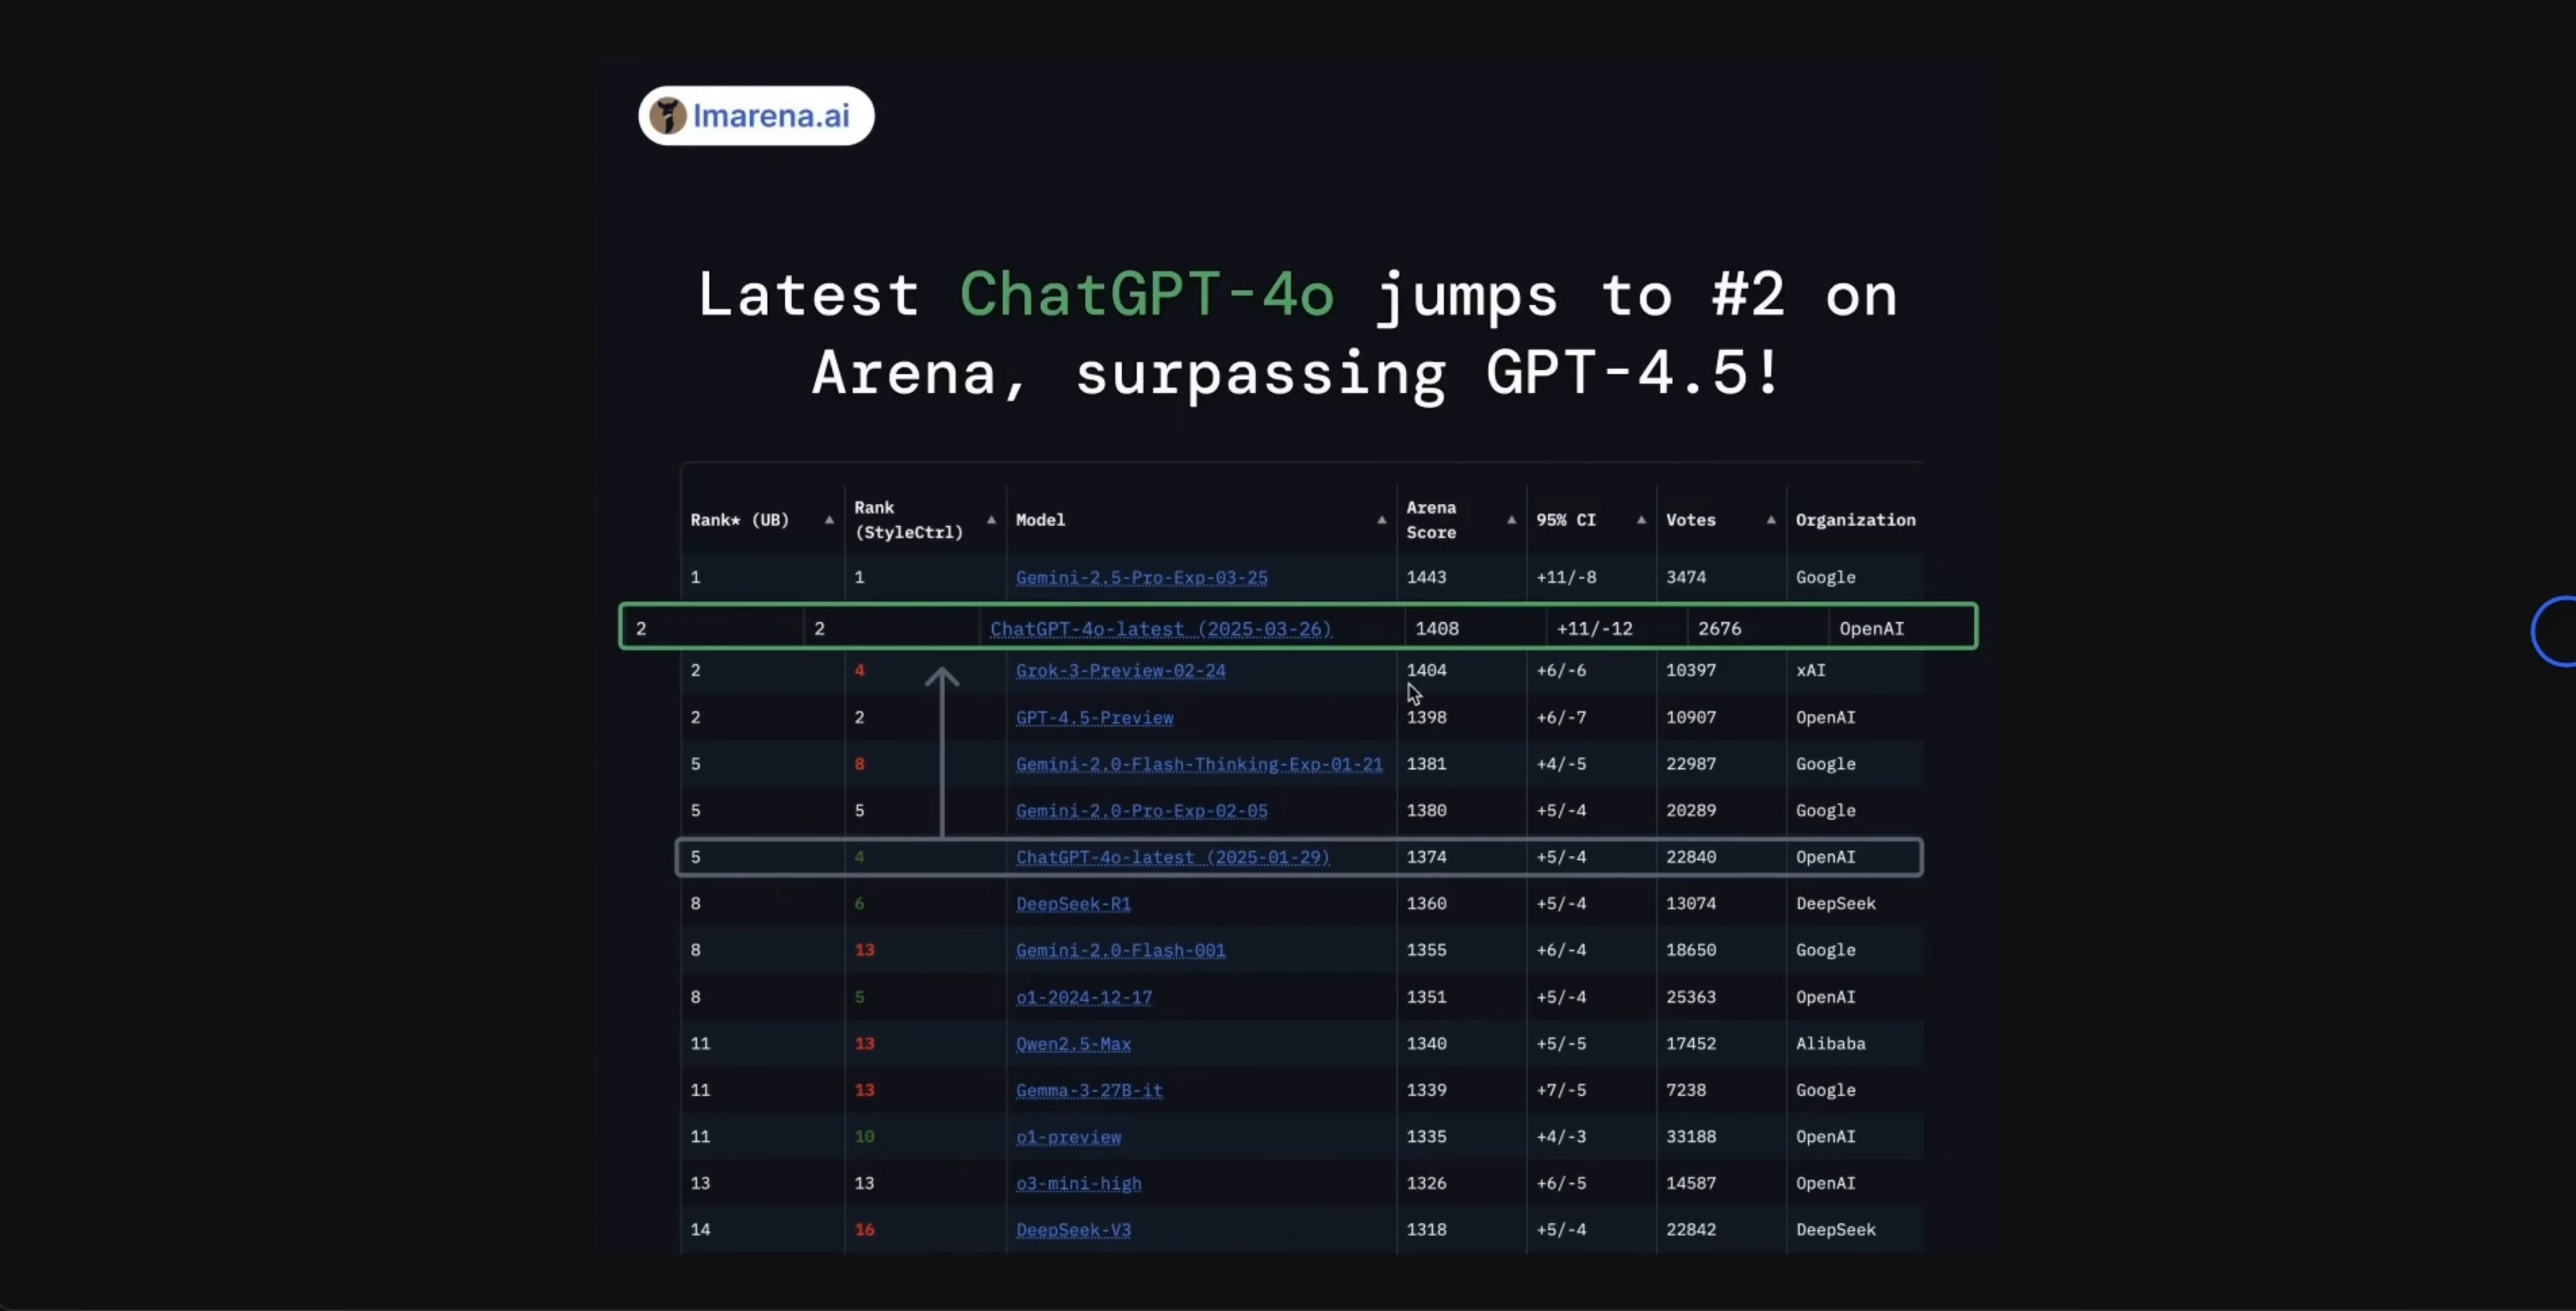 lmarena.ai
Latest ChatGPT-4o jumps to #2 on
Arena, surpassing GPT-4.5!
Rank* (UB) Rank (StyleCtrl) Model Arena Score 95% CI Votes Organization
1 1 Gemini-2.5-Pro-Exp-03-25 1443 +11/-8 3474 Google
2 2 ChatGPT-4o-latest (2025-03-26) 1408 +11/-12 2676 OpenAI
2 4 Grok-3-Preview-02-24 1404 +6/-6 10397 xAI
2 2 GPT-4.5-Preview 1398 +6/-7 10907 OpenAI
5 8 Gemini-2.0-Flash-Thinking-Exp-01-21 1381 +4/-5 22987 Google
5 5 Gemini-2.0-Pro-Exp-02-05 1380 +5/-4 20289 Google
5 4 ChatGPT-4o-latest (2025-01-29) 1374 +5/-4 22840 OpenAI
8 6 DeepSeek-R1 1360 +5/-4 13074 DeepSeek
8 13 Gemini-2.0-Flash-001 1355 +6/-4 18650 Google
8 5 o1-2024-12-17 1351 +5/-4 25363 OpenAI
11 13 Qwen2.5-Max 1340 +5/-5 17452 Alibaba
11 13 Gemma-3-27B-it 1339 +7/-5 7238 Google
11 10 o1-preview 1335 +4/-3 33188 OpenAI
13 13 o3-mini-high 1326 +6/-5 14587 OpenAI
14 16 DeepSeek-V3 1318 +5/-4 22842 DeepSeek